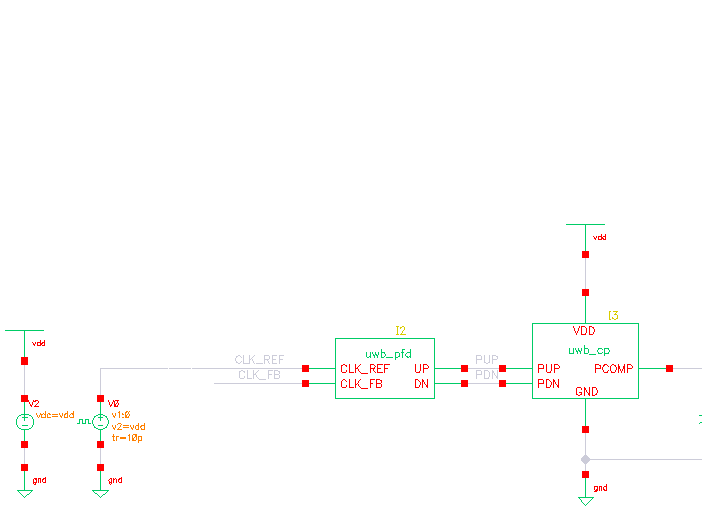 vdd
I3
I2
VDD
vdd
CLK_REF
uwb_pfd
PUP
uwb_cp
CLK_REF
UP
PUP
PCOMP
CLK_FB
PDN
CLK_FB
DN
PDN
GND
V2
vdc=vdd
V0
v1:0
v2=vdd
tr=10p
gnd
gnd
gnd